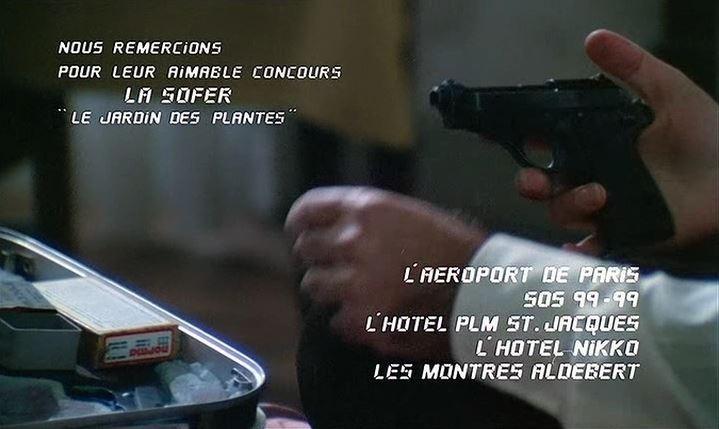 NOUS REMERCiONS
POUR LEUR AiMABLE CONCOURS
LA SOFER
"LE JARDiN DES PLANTES"
L'AEROPORT DE PARiS
SOS 99-99
L'HOTEL PLM ST. JACQUES
L'HOTEL NiKKO
LES MONTRES ALDEBERT
norma